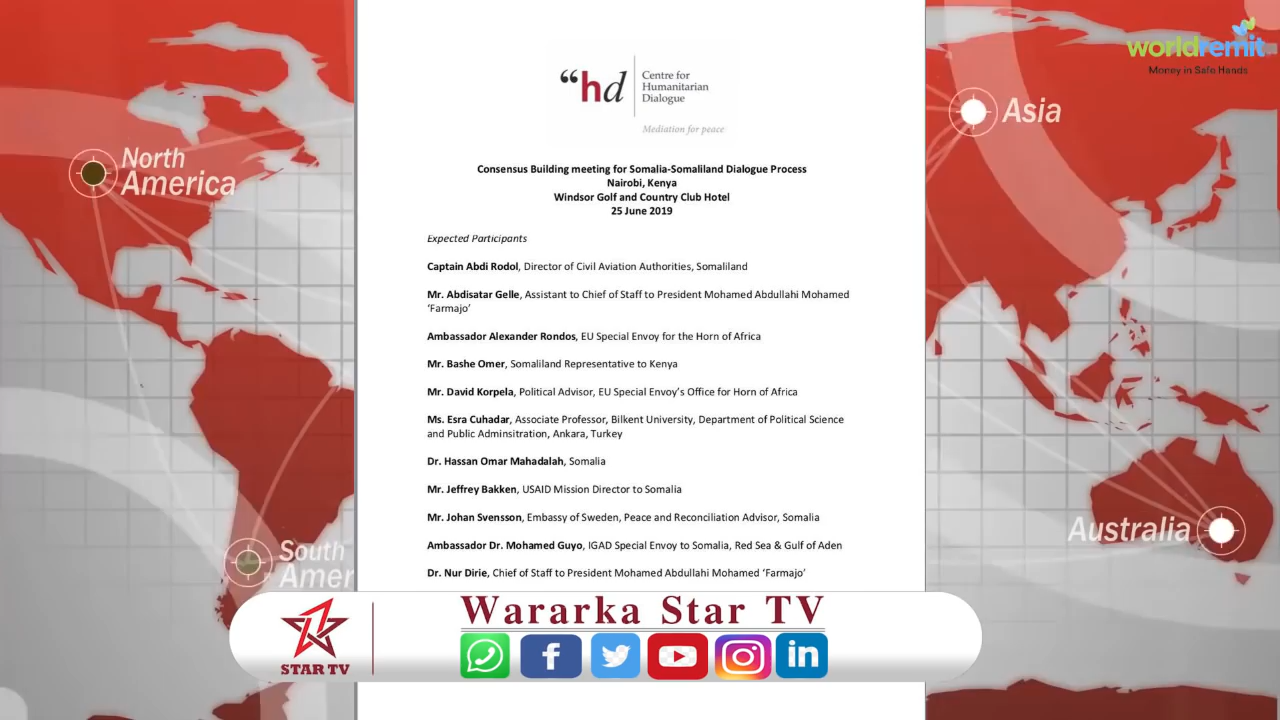 worldremit
Money in Safe Hands
“hd
Centre for
Humanitarian
Dialogue
Mediation for peace
Asia
North
America
Consensus Building meeting for Somalia-Somaliland Dialogue Process
Nairobi, Kenya
Windsor Golf and Country Club Hotel
25 June 2019
Expected Participants
Captain Abdi Rodol, Director of Civil Aviation Authorities, Somaliland
Mr. Abdisatar Gelle, Assistant to Chief of Staff to President Mohamed Abdullahi Mohamed
‘Farmajo’
Ambassador Alexander Rondos, EU Special Envoy for the Horn of Africa
Mr. Bashe Omer, Somaliland Representative to Kenya
Mr. David Korpela, Political Advisor, EU Special Envoy’s Office for Horn of Africa
Ms. Esra Cuhadar, Associate Professor, Bilkent University, Department of Political Science
and Public Adminsitration, Ankara, Turkey
Dr. Hassan Omar Mahadalah, Somalia
Mr. Jeffrey Bakken, USAID Mission Director to Somalia
Mr. Johan Svensson, Embassy of Sweden, Peace and Reconciliation Advisor, Somalia
Ambassador Dr. Mohamed Guyo, IGAD Special Envoy to Somalia, Red Sea & Gulf of Aden
Dr. Nur Dirie, Chief of Staff to President Mohamed Abdullahi Mohamed ‘Farmajo’
Australia
South
Amer
Wararka Star TV
STAR TV
f
in